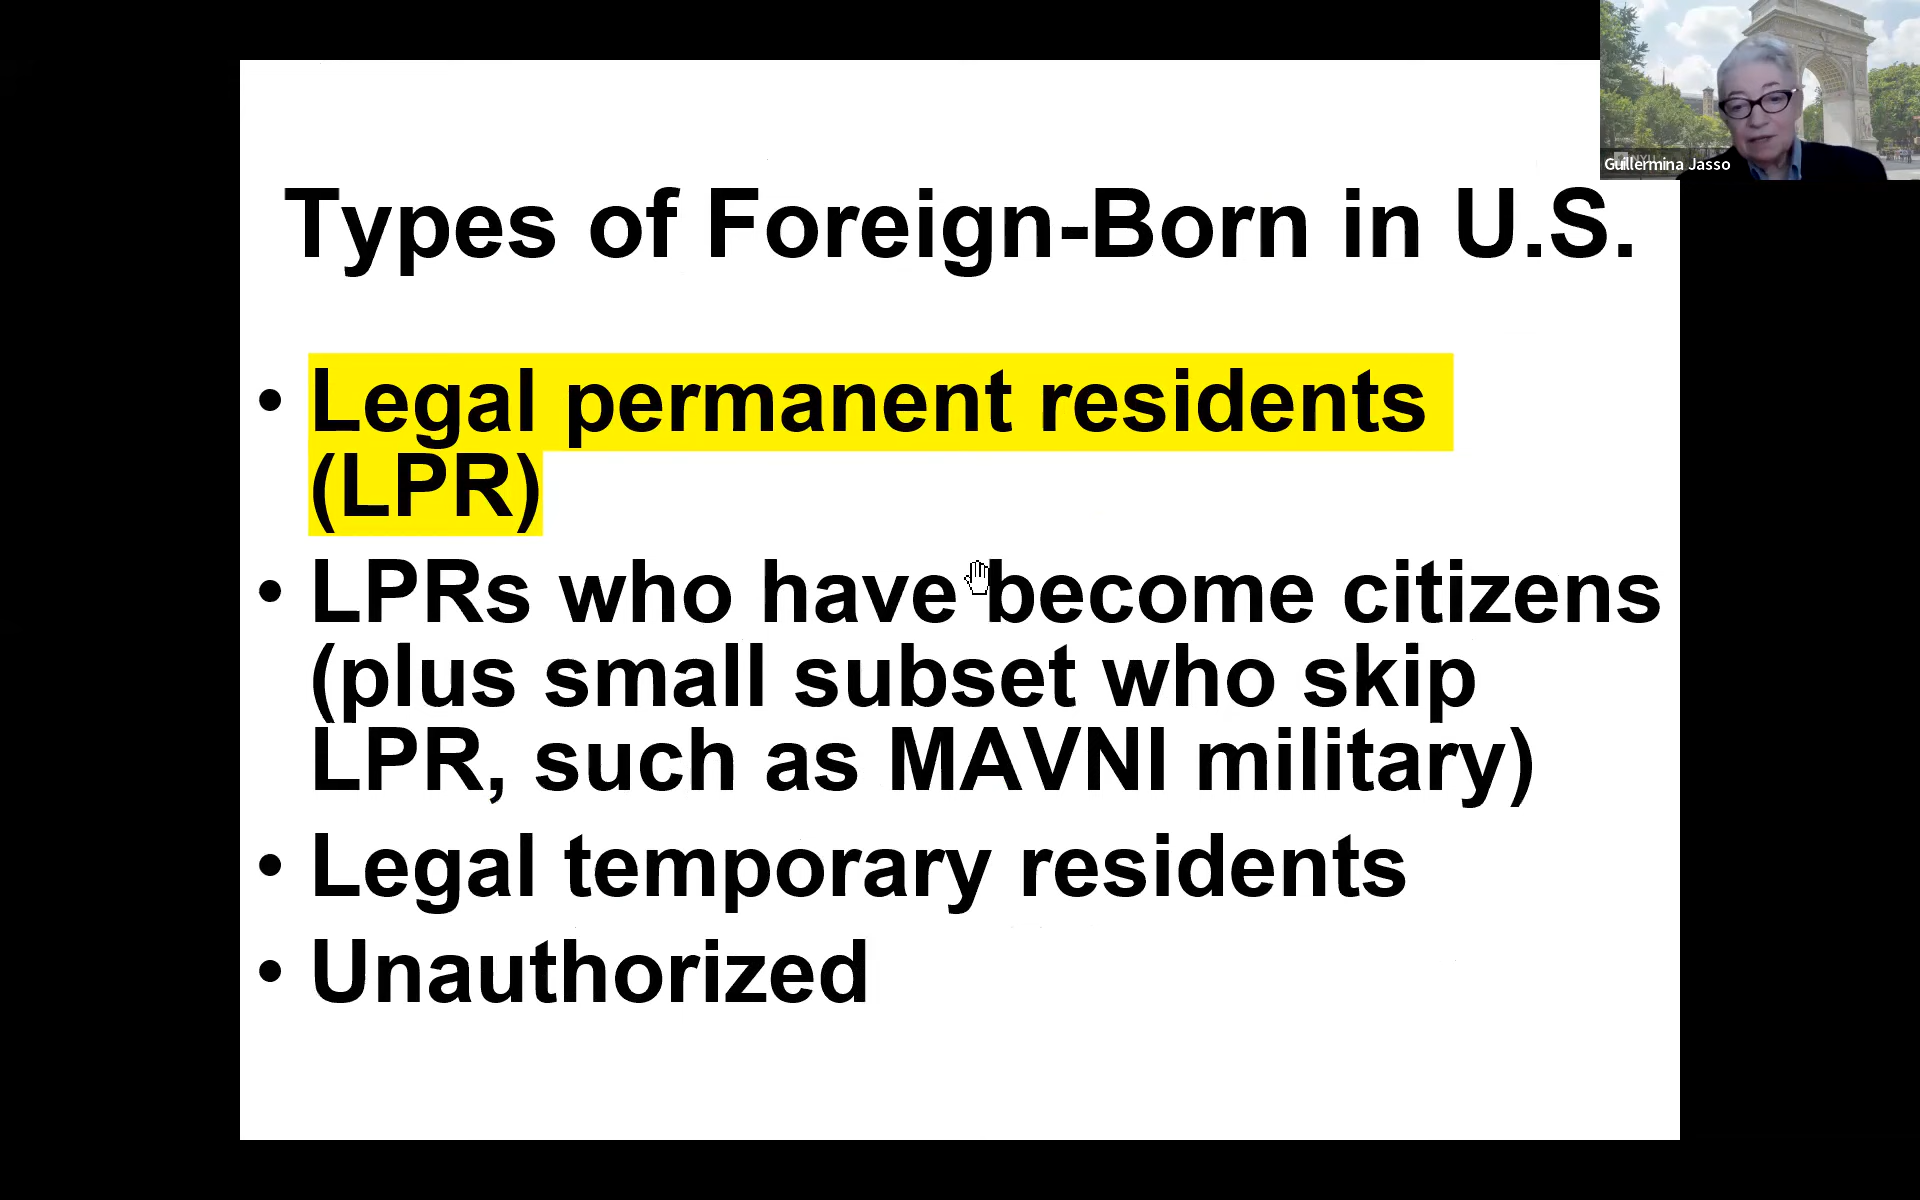 Types of Foreign-Born in U.S.
• Legal permanent residents
(LPR)
• LPRs who have become citizens
(plus small subset who skip
LPR, such as MAVNI military)
• Legal temporary residents
• Unauthorized
Guillermina Jasso